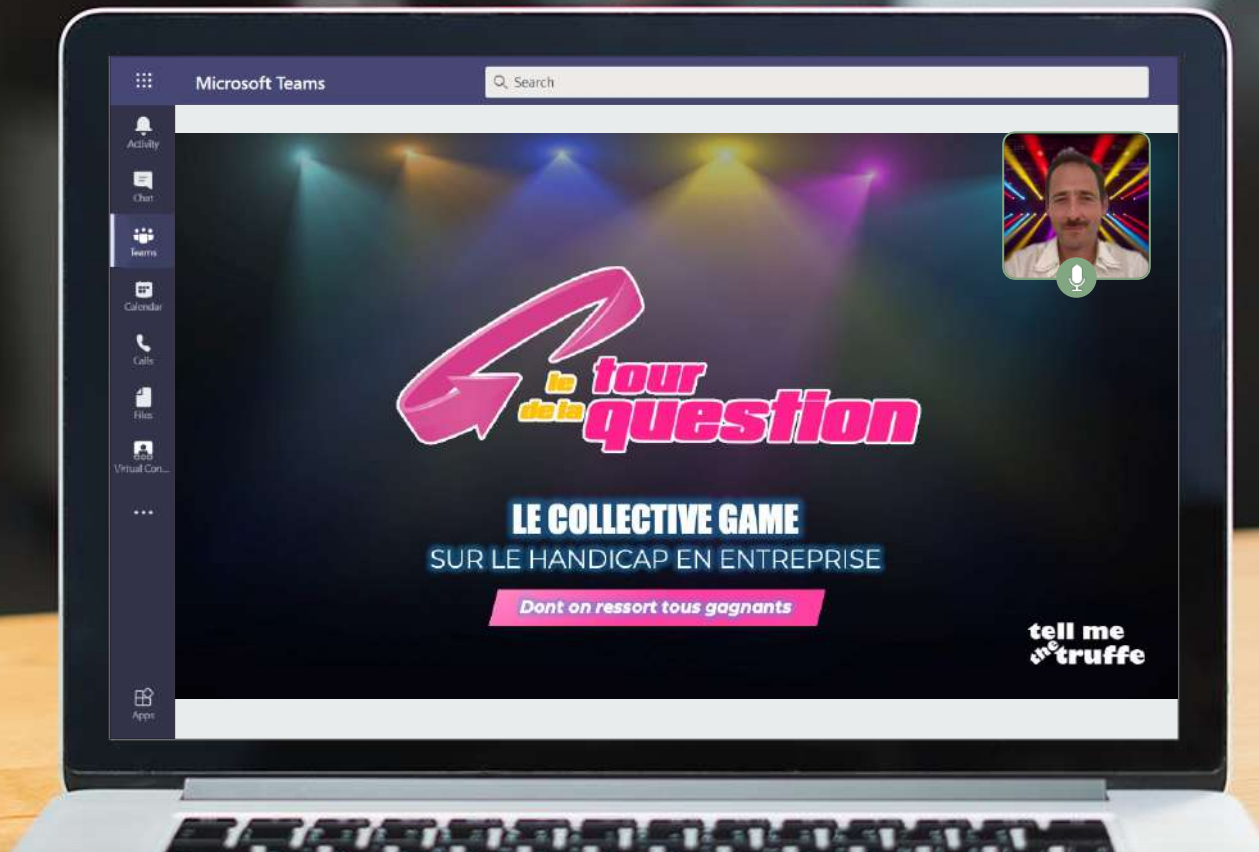 Microsoft Teams
Search
Activity
Chat
Teams
Calendar
Calls
Files
Virtual Con...
Apps
le tour
de la question
LE COLLECTIVE GAME
SUR LE HANDICAP EN ENTREPRISE
Dont on ressort tous gagnants
tell me
the truffe